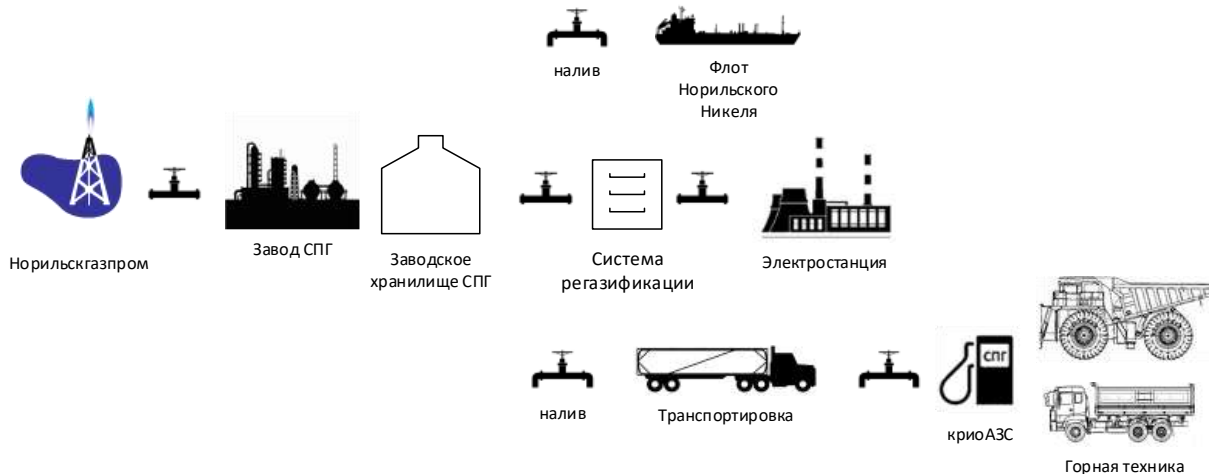 налив
Флот
Норильского
Никеля
Норильскгазпром
Завод СПГ
Заводское
хранилище СПГ
Система
регазификации
Электростанция
налив
Транспортировка
спг
криоАЗС
Горная техника